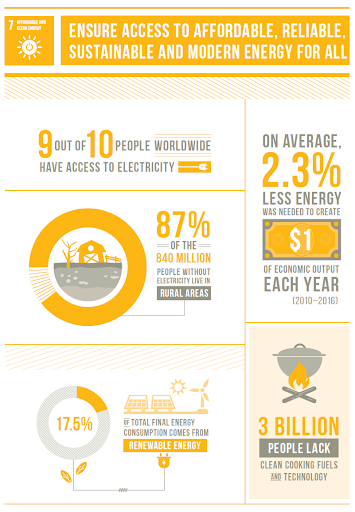 7 AFFORDABLE AND
CLEAN ENERGY
ENSURE ACCESS TO AFFORDABLE, RELIABLE,
SUSTAINABLE AND MODERN ENERGY FOR ALL
9 OUT OF 10 PEOPLE WORLDWIDE
HAVE ACCESS TO ELECTRICITY
87%
OF THE
840 MILLION
PEOPLE WITHOUT
ELECTRICITY LIVE IN
RURAL AREAS
17.5%
OF TOTAL FINAL ENERGY
CONSUMPTION COMES FROM
RENEWABLE ENERGY
ON AVERAGE,
2.3%
LESS ENERGY
WAS NEEDED TO CREATE
$1
OF ECONOMIC OUTPUT
EACH YEAR
(2010-2016)
3 BILLION
PEOPLE LACK
CLEAN COOKING FUELS
AND TECHNOLOGY